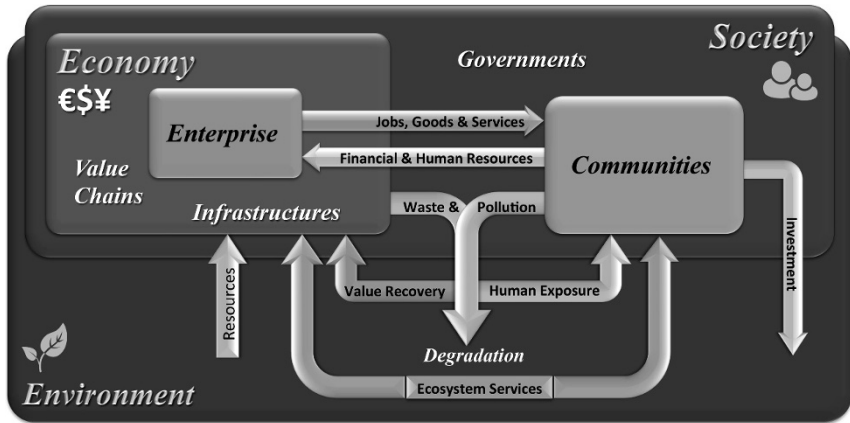 Society
Economy
€$¥
Governments
Enterprise
Jobs, Goods & Services
Financial & Human Resources
Communities
Value
Chains
Infrastructures
Waste & Pollution
Investment
Resources
Value Recovery
Human Exposure
Degradation
Ecosystem Services
Environment